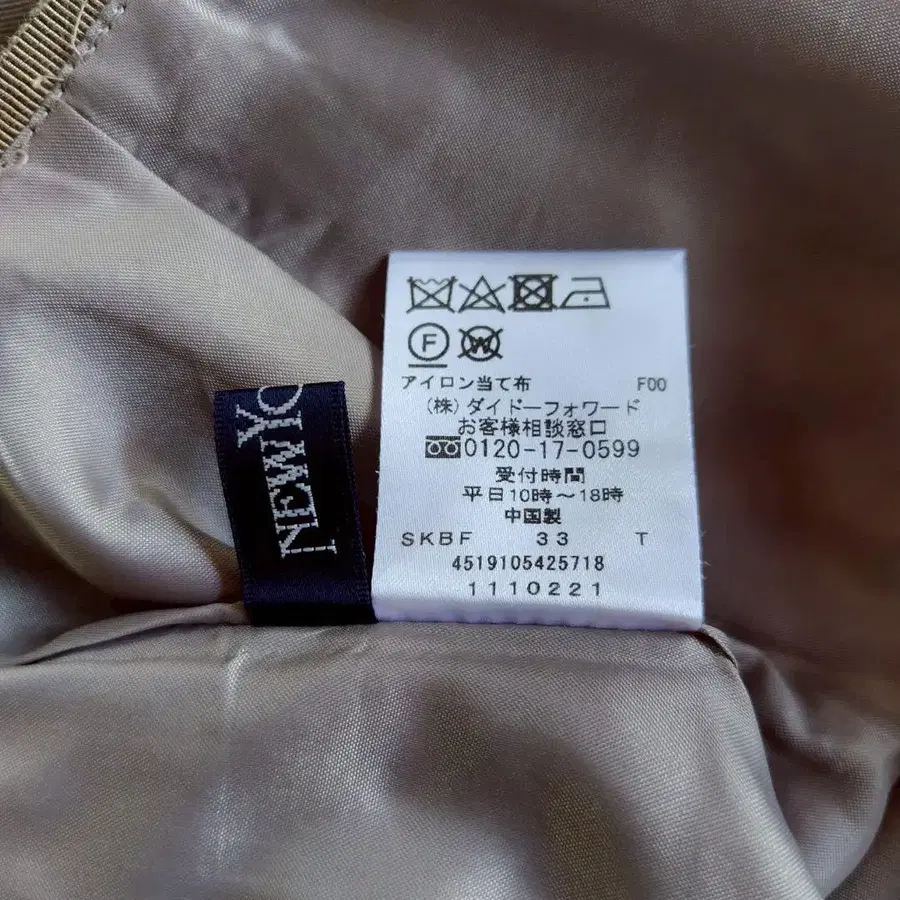 F
W
アイロン当て布 F00
(株)ダイドーフォワード
お客様相談窓口
0120-17-0599
受付時間
平日10時~18時
中国製
SKBF 33 T
4519105425718
1110221
NEWYO